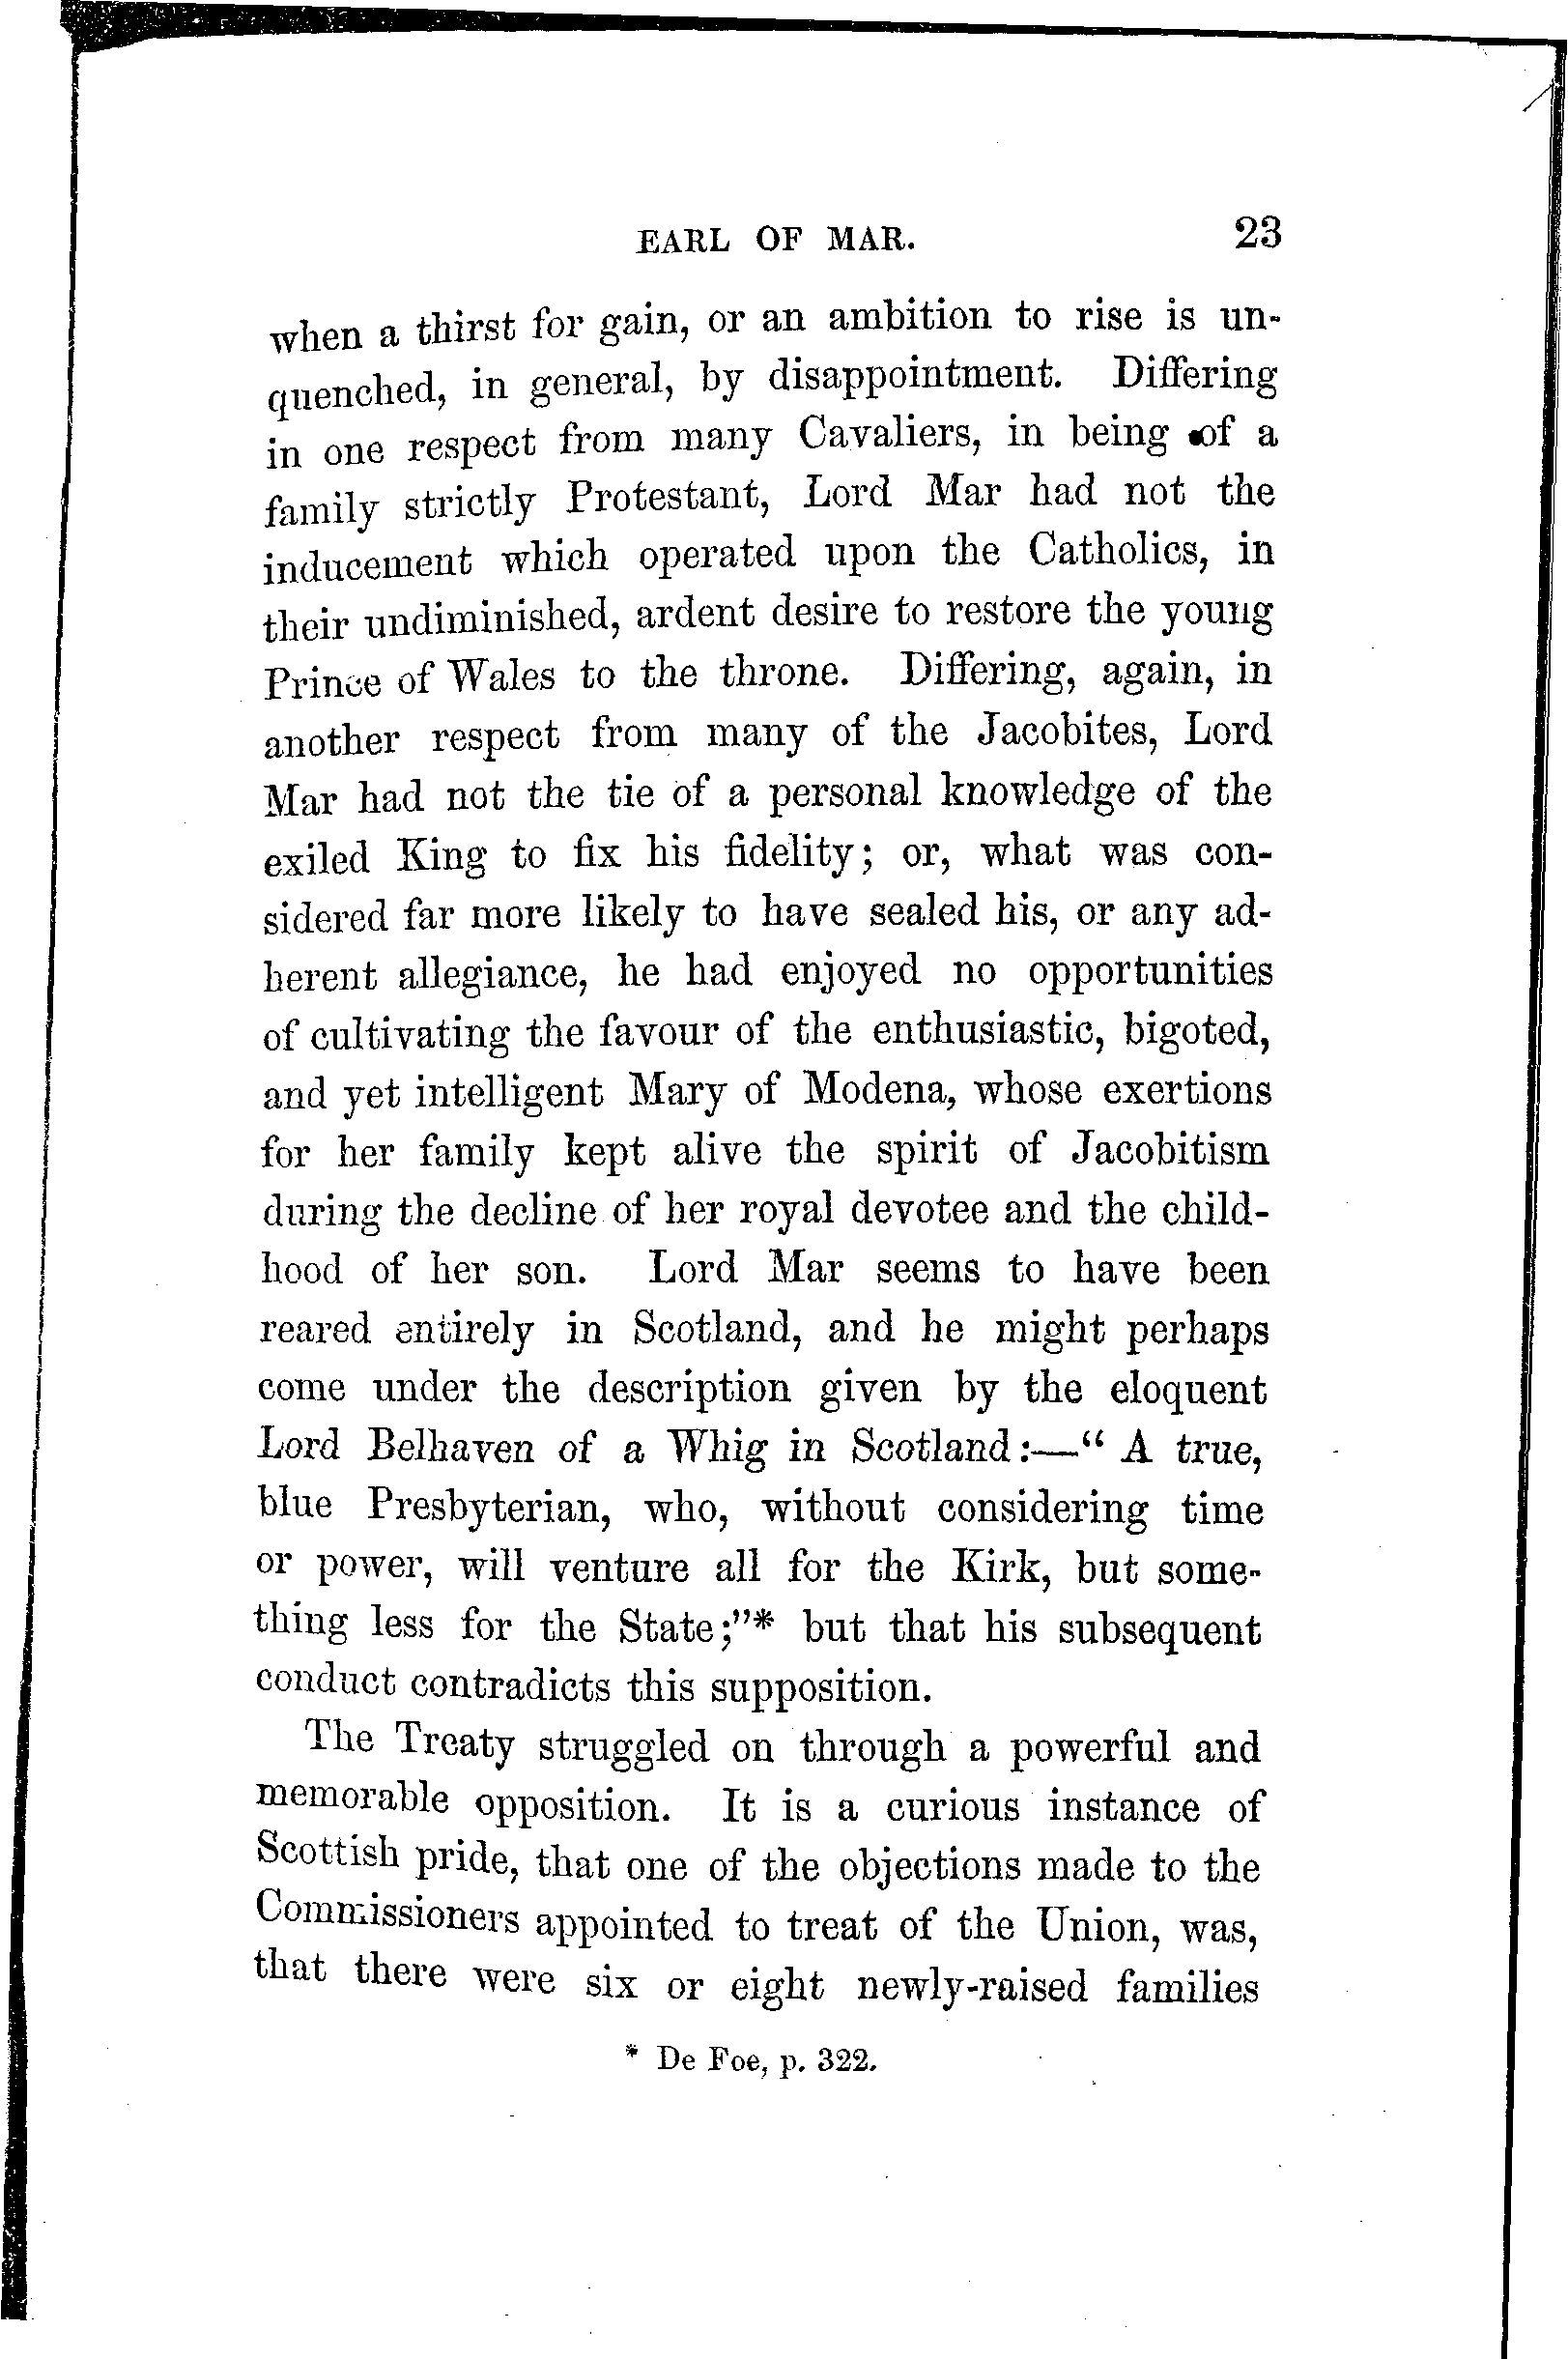 EARL OF MAR. 23
when a thirst for gain, or an ambition to rise is un-
quenched, in general, by disappointment. Differing
in one respect from many Cavaliers, in being of a
family strictly Protestant, Lord Mar had not the
inducement which operated upon the Catholics, in
their undiminished, ardent desire to restore the young
Prince of Wales to the throne. Differing, again, in
another respect from many of the Jacobites, Lord
Mar had not the tie of a personal knowledge of the
exiled King to fix his fidelity; or, what was con-
sidered far more likely to have sealed his, or any ad-
herent allegiance, he had enjoyed no opportunities
of cultivating the favour of the enthusiastic, bigoted,
and yet intelligent Mary of Modena, whose exertions
for her family kept alive the spirit of Jacobitism
during the decline of her royal devotee and the child-
hood of her son. Lord Mar seems to have been
reared entirely in Scotland, and he might perhaps
come under the description given by the eloquent
Lord Belhaven of a Whig in Scotland:—“ A true,
blue Presbyterian, who, without considering time
or power, will venture all for the Kirk, but some-
thing less for the State;”* but that his subsequent
conduct contradicts this supposition.
The Treaty struggled on through a powerful and
memorable opposition. It is a curious instance of
Scottish pride, that one of the objections made to the
Commissioners appointed to treat of the Union, was,
that there were six or eight newly-raised families
* De Foe, p. 322.